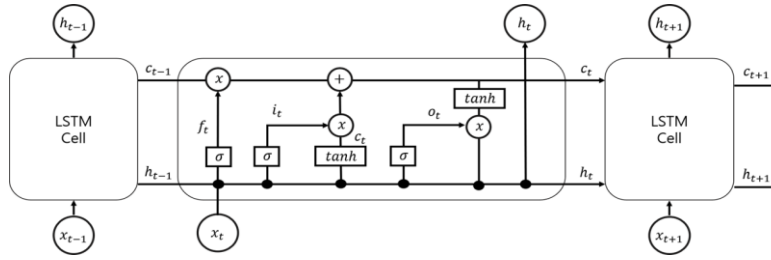 h_{t-1}
h_t
h_{t+1}
c_{t-1}
x
+
c_t
c_{t+1}
tanh
LSTM
Cell
f_t
i_t
x
o_t
x
LSTM
Cell
c_t
σ
σ
tanh
σ
h_{t-1}
h_t
h_{t+1}
x_{t-1}
x_t
x_{t+1}